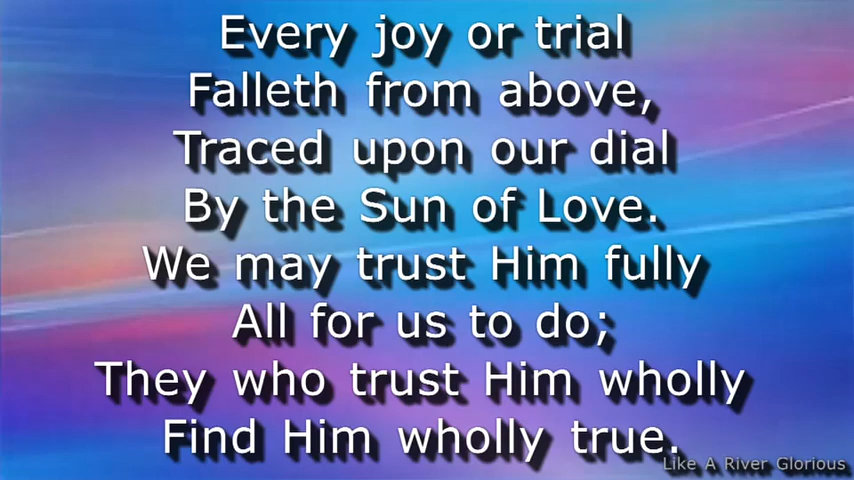 Every joy or trial
Falleth from above,
Traced upon our dial
By the Sun of Love.
We may trust Him fully
All for us to do;
They who trust Him wholly
Find Him wholly true.
Like A River Glorious